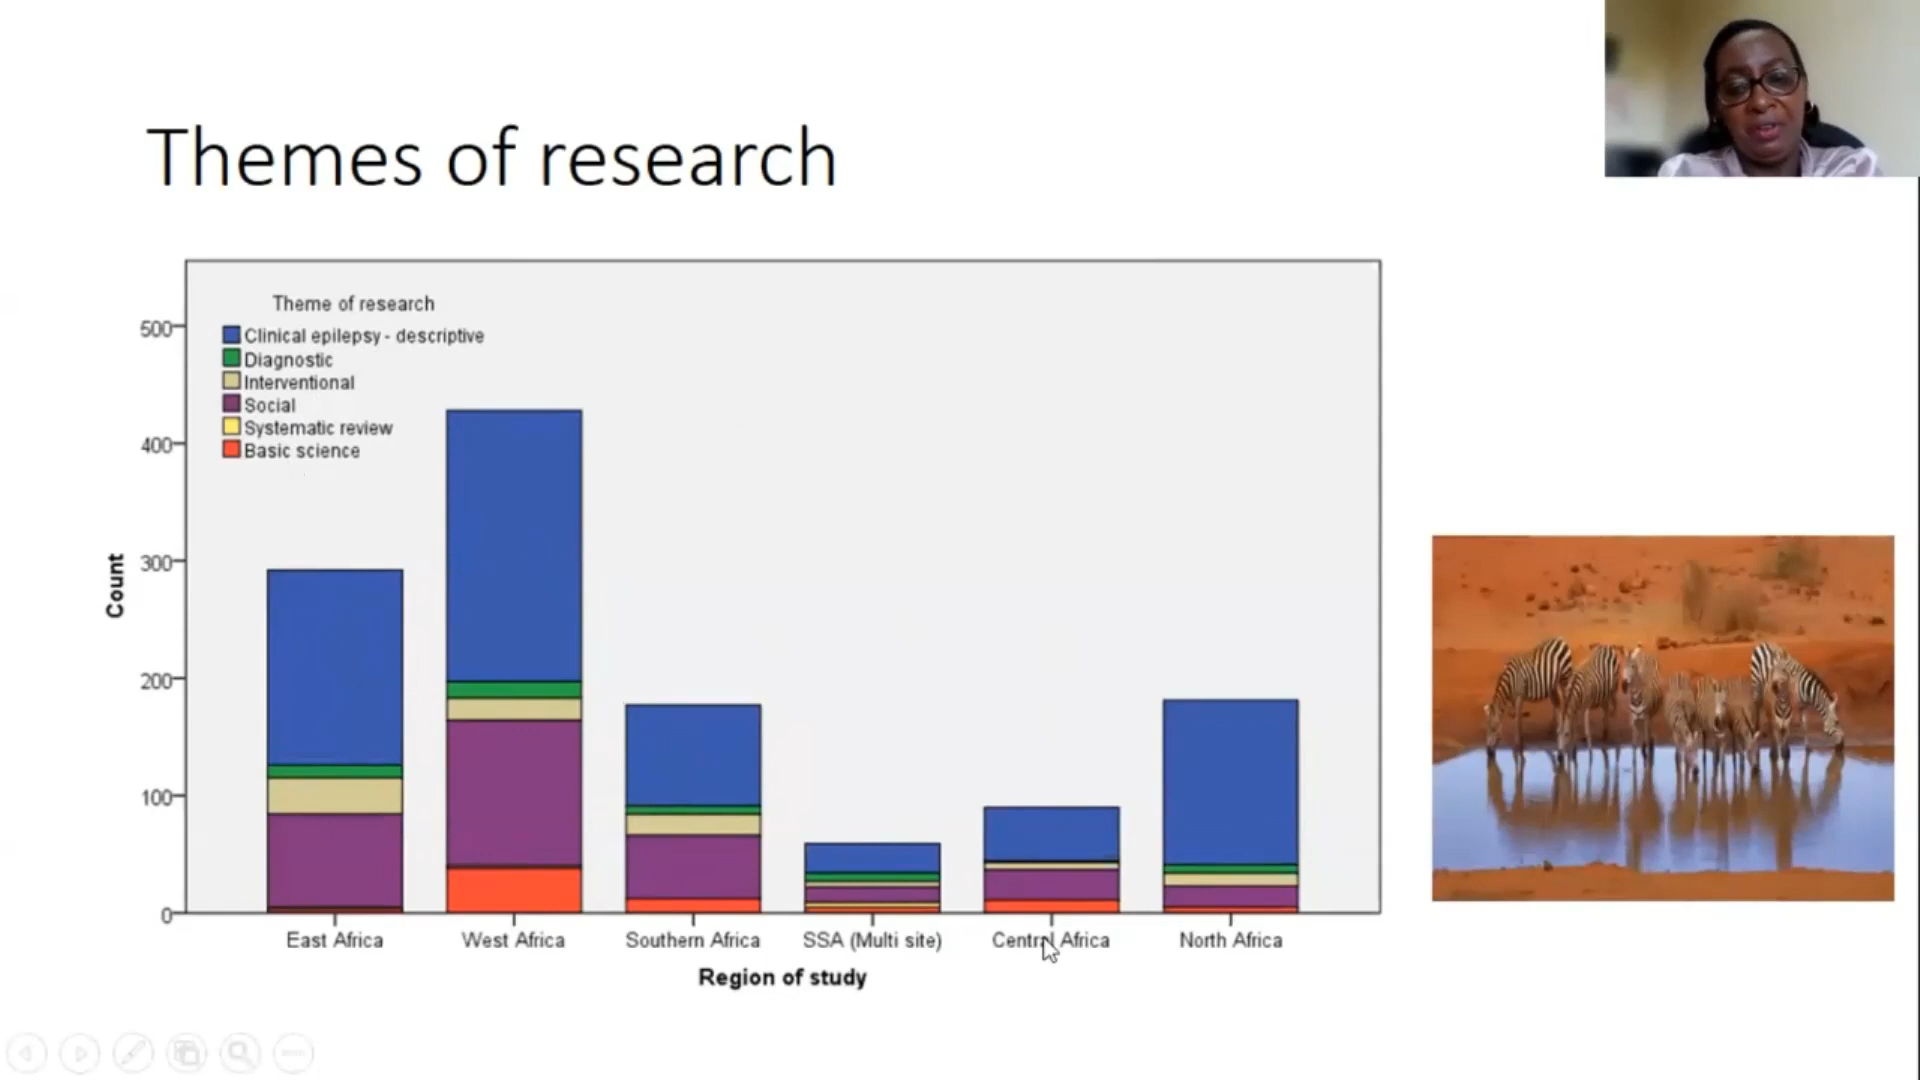 Themes of research
Theme of research
Clinical epilepsy - descriptive
Diagnostic
Interventional
Social
Systematic review
Basic science
500
400
300
200
100
0
Count
East Africa
West Africa
Southern Africa
SSA (Multi site)
Central Africa
North Africa
Region of study